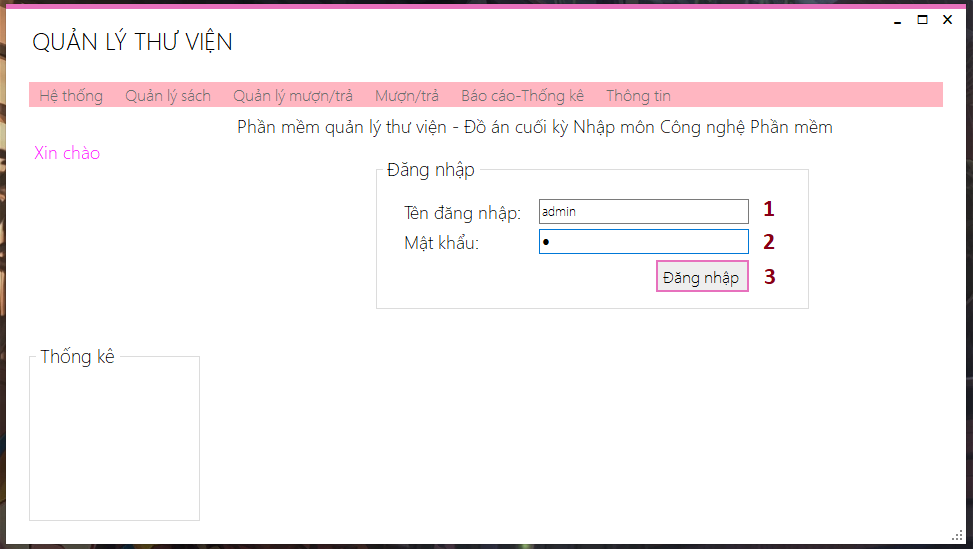 QUẢN LÝ THƯ VIỆN
Hệ thống Quản lý sách Quản lý mượn/trả Mượn/trả Báo cáo-Thống kê Thông tin
Phần mềm quản lý thư viện - Đồ án cuối kỳ Nhập môn Công nghệ Phần mềm
Xin chào
Đăng nhập
Tên đăng nhập: admin 1
Mật khẩu: ● 2
Đăng nhập 3
Thống kê